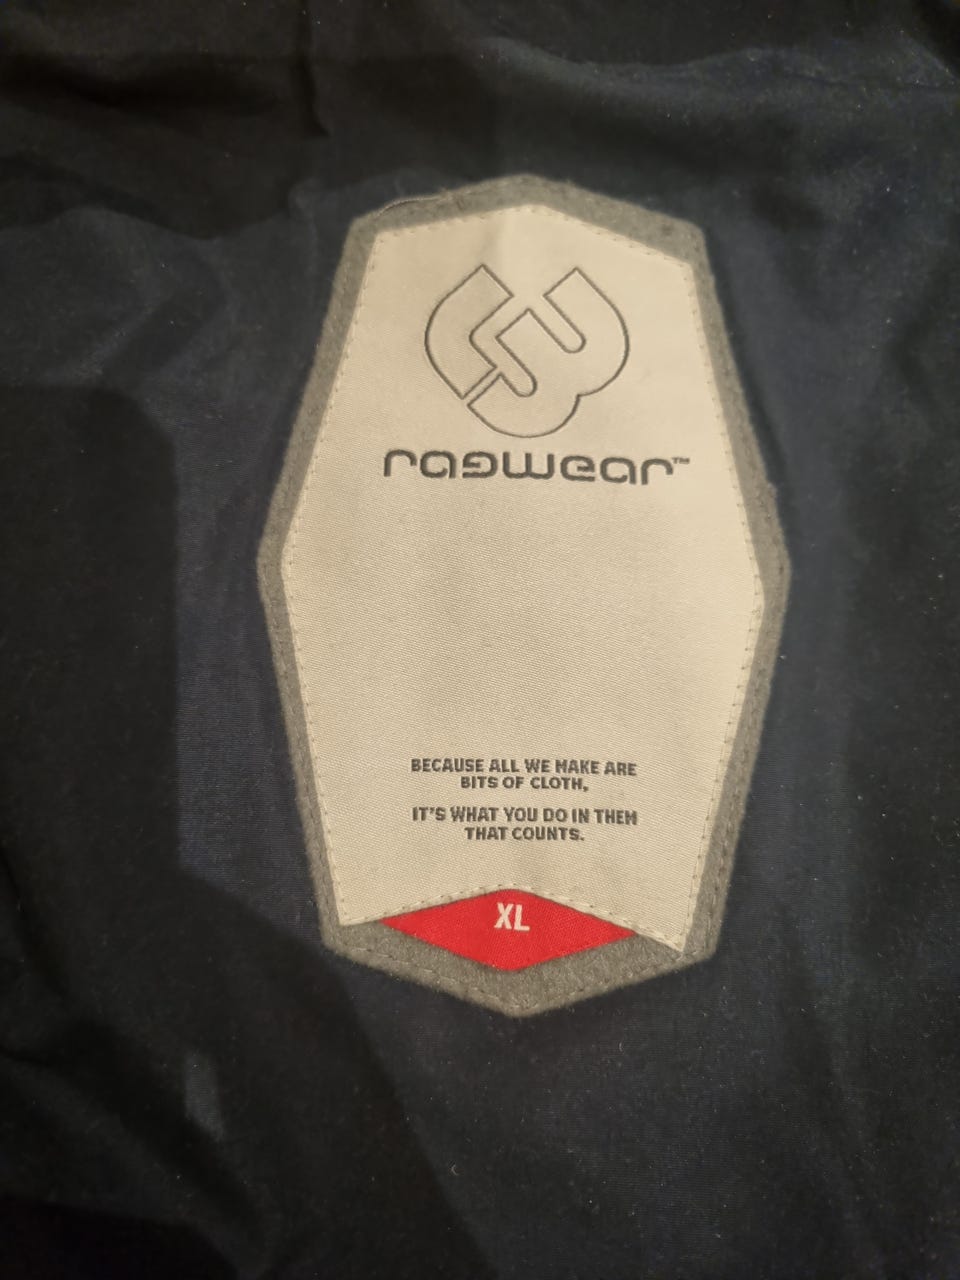 ragwear™
BECAUSE ALL WE MAKE ARE
BITS OF CLOTH,
IT'S WHAT YOU DO IN THEM
THAT COUNTS.
XL